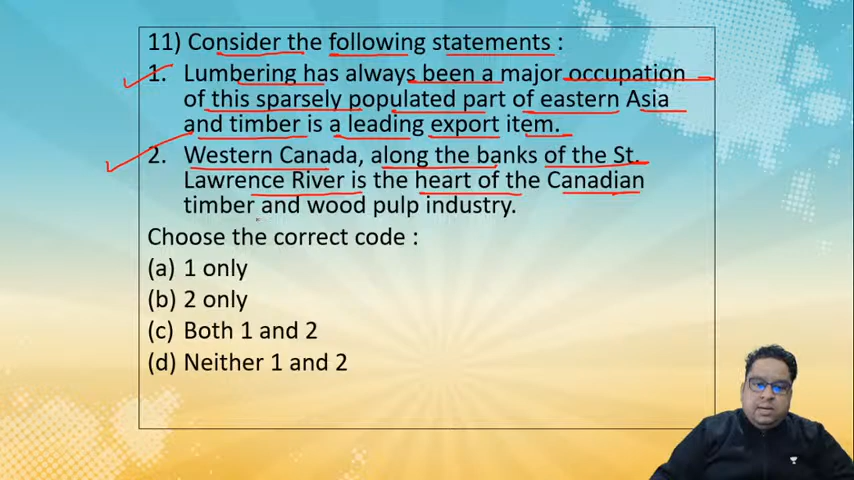 11) Consider the following statements :
1. Lumbering has always been a major occupation
of this sparsely populated part of eastern Asia
and timber is a leading export item.
2. Western Canada, along the banks of the St.
Lawrence River is the heart of the Canadian
timber and wood pulp industry.
Choose the correct code :
(a) 1 only
(b) 2 only
(c) Both 1 and 2
(d) Neither 1 and 2